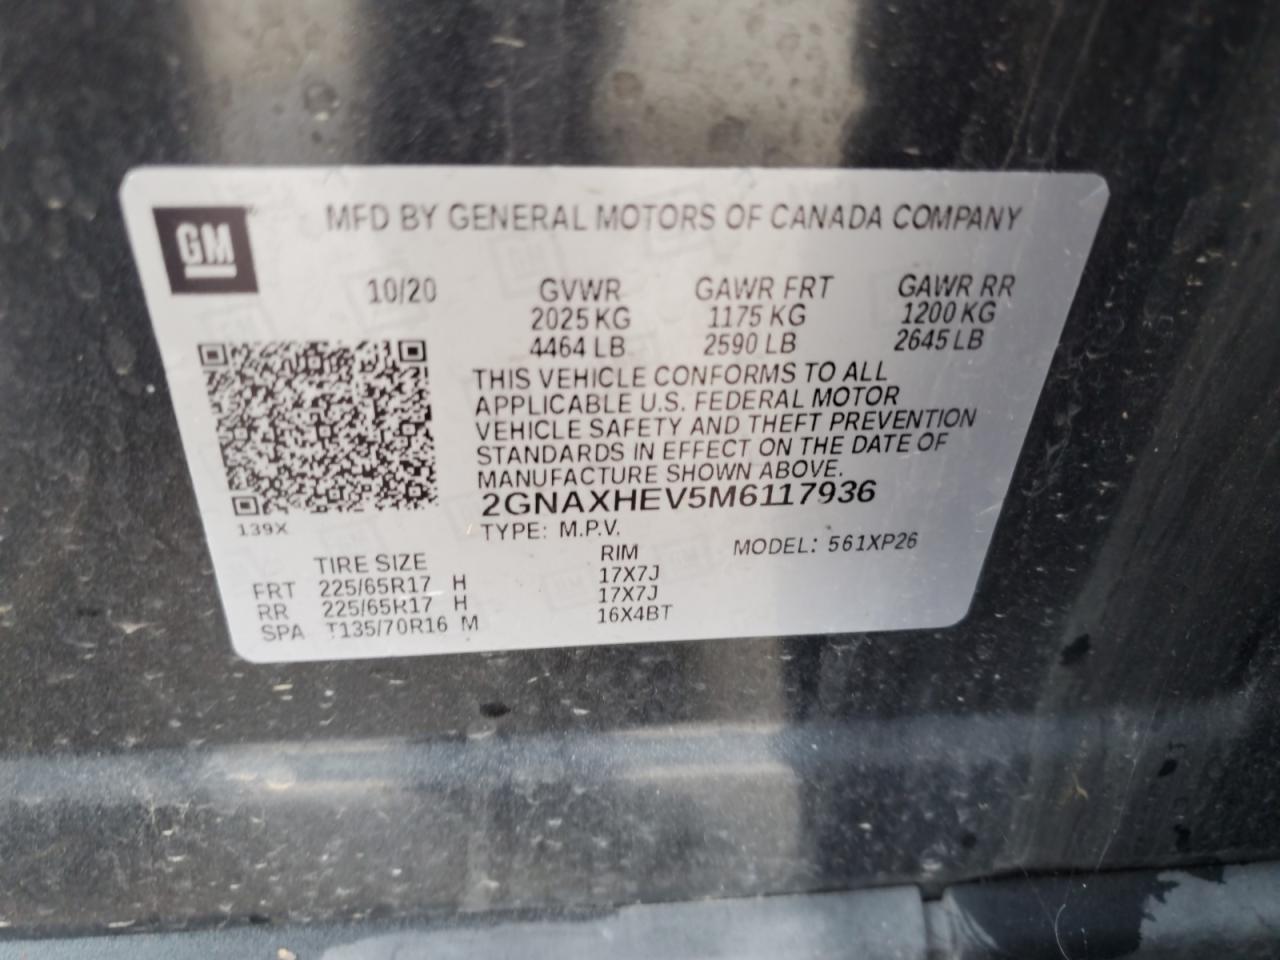 GM
MFD BY GENERAL MOTORS OF CANADA COMPANY
10/20 GVWR GAWR FRT GAWR RR
2025 KG 1175 KG 1200 KG
4464 LB 2590 LB 2645 LB
THIS VEHICLE CONFORMS TO ALL
APPLICABLE U.S. FEDERAL MOTOR
VEHICLE SAFETY AND THEFT PREVENTION
STANDARDS IN EFFECT ON THE DATE OF
MANUFACTURE SHOWN ABOVE.
2GNAXHEV5M6117936
139X
TYPE: M.P.V. MODEL: 561XP26
TIRE SIZE RIM
FRT 225/65R17 H 17X7J
RR 225/65R17 H 17X7J
SPA T135/70R16 M 16X4BT